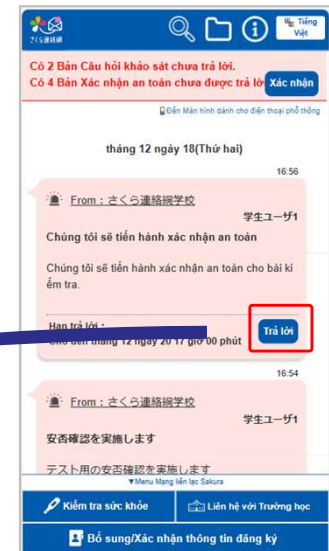 さくら連絡網
Tiếng
Việt
Có 2 Bản Câu hỏi khảo sát chưa trả lời.
Có 4 Bản Xác nhận an toàn chưa được trả lờ
Xác nhận
Đến Màn hình dành cho điện thoại phổ thông
tháng 12 ngày 18(Thứ hai)
16:56
From：さくら連絡網学校
学生ユーザ1
Chúng tôi sẽ tiến hành xác nhận an toàn
Chúng tôi sẽ tiến hành xác nhận an toàn cho bài ki
ểm tra.
Hạn trả lời：
Cho đến tháng 12 ngày 20 17 giờ 00 phút
Trả lời
16:54
From：さくら連絡網学校
学生ユーザ1
安否確認を実施します
テスト用の安否確認を実施します
▼Menu Mạng liên lạc Sakura
Kiểm tra sức khỏe
Liên hệ với Trường học
Bổ sung/Xác nhận thông tin đăng ký